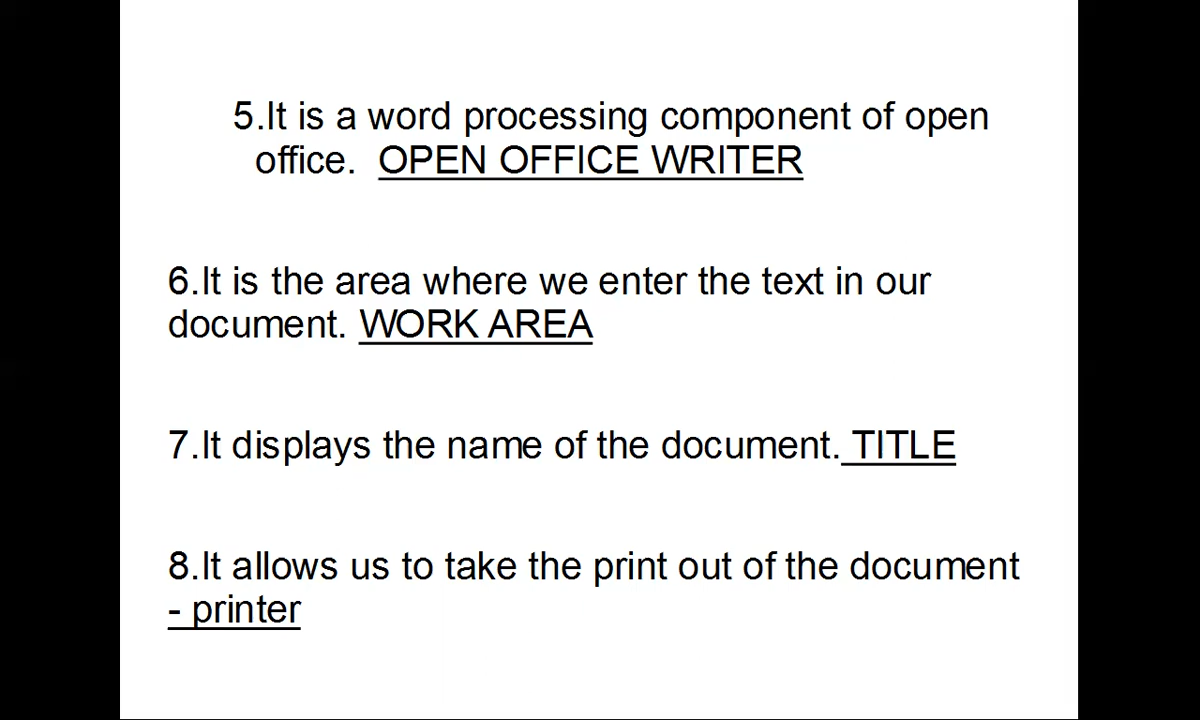 5.It is a word processing component of open
office. OPEN OFFICE WRITER
6.It is the area where we enter the text in our
document. WORK AREA
7.It displays the name of the document. TITLE
8.It allows us to take the print out of the document
- printer